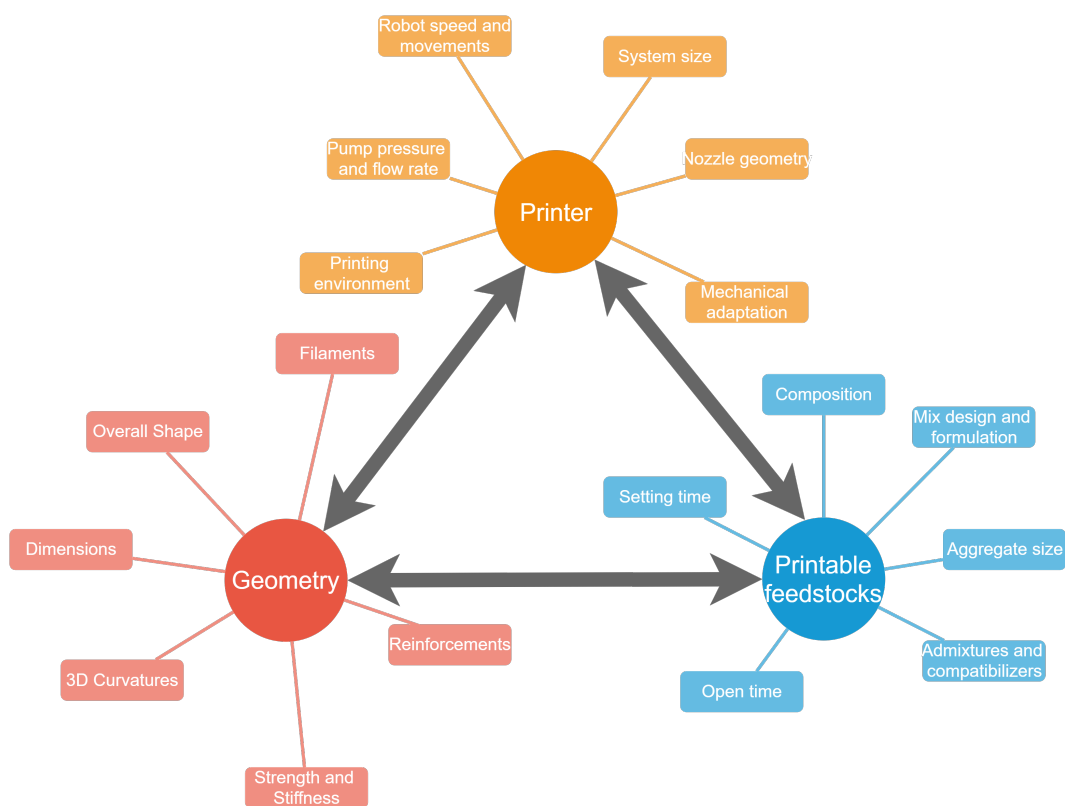 Robot speed and
movements
System size
Pump pressure
and flow rate
Nozzle geometry
Printer
Printing
environment
Mechanical
adaptation
Filaments
Composition
Overall Shape
Mix design and
formulation
Setting time
Dimensions
Aggregate size
Geometry
Printable
feedstocks
Reinforcements
3D Curvatures
Admixtures and
compatibilizers
Open time
Strength and
Stiffness